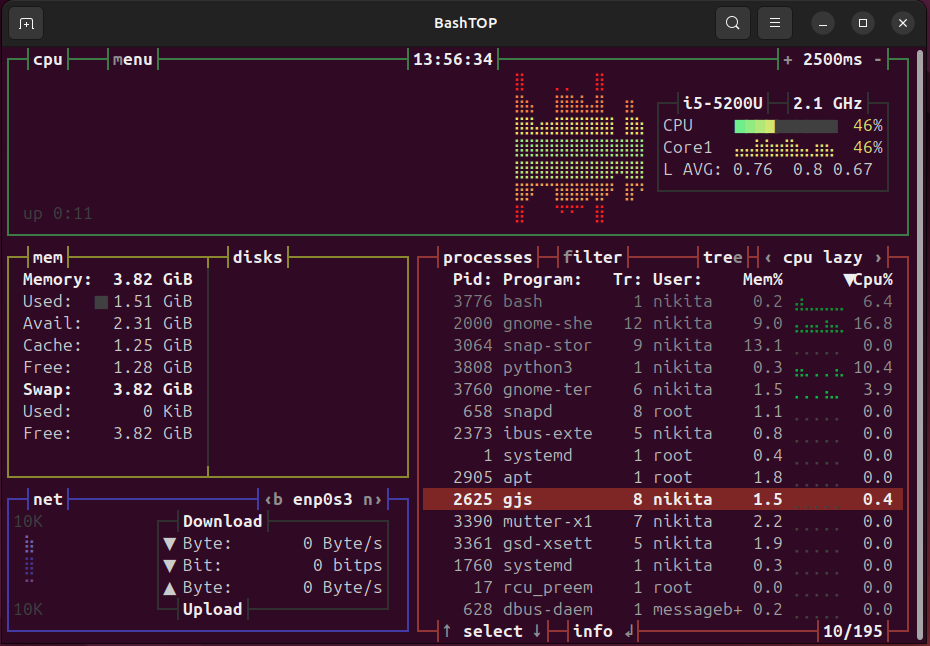 BashTOP
cpu menu 13:56:34 + 2500ms -
i5-5200U 2.1 GHz
CPU 46%
Core1 46%
L AVG: 0.76 0.8 0.67
up 0:11
mem disks
Memory: 3.82 GiB
Used: 1.51 GiB
Avail: 2.31 GiB
Cache: 1.25 GiB
Free: 1.28 GiB
Swap: 3.82 GiB
Used: 0 KiB
Free: 3.82 GiB
net ‹b enp0s3 n›
10K
Download
▼ Byte: 0 Byte/s
▼ Bit: 0 bitps
▲ Byte: 0 Byte/s
10K
Upload
processes filter tree ‹ cpu lazy ›
Pid: Program: Tr: User: Mem% ▼Cpu%
3776 bash 1 nikita 0.2 6.4
2000 gnome-she 12 nikita 9.0 16.8
3064 snap-stor 9 nikita 13.1 0.0
3808 python3 1 nikita 0.3 10.4
3760 gnome-ter 6 nikita 1.5 3.9
658 snapd 8 root 1.1 0.0
2373 ibus-exte 5 nikita 0.8 0.0
1 systemd 1 root 0.4 0.0
2905 apt 1 root 1.8 0.0
2625 gjs 8 nikita 1.5 0.4
3390 mutter-x1 7 nikita 2.2 0.0
3361 gsd-xsett 5 nikita 1.9 0.0
1760 systemd 1 nikita 0.3 0.0
17 rcu_preem 1 root 0.0 0.0
628 dbus-daem 1 messageb+ 0.2 0.0
↑ select ↓ info ↲ 10/195